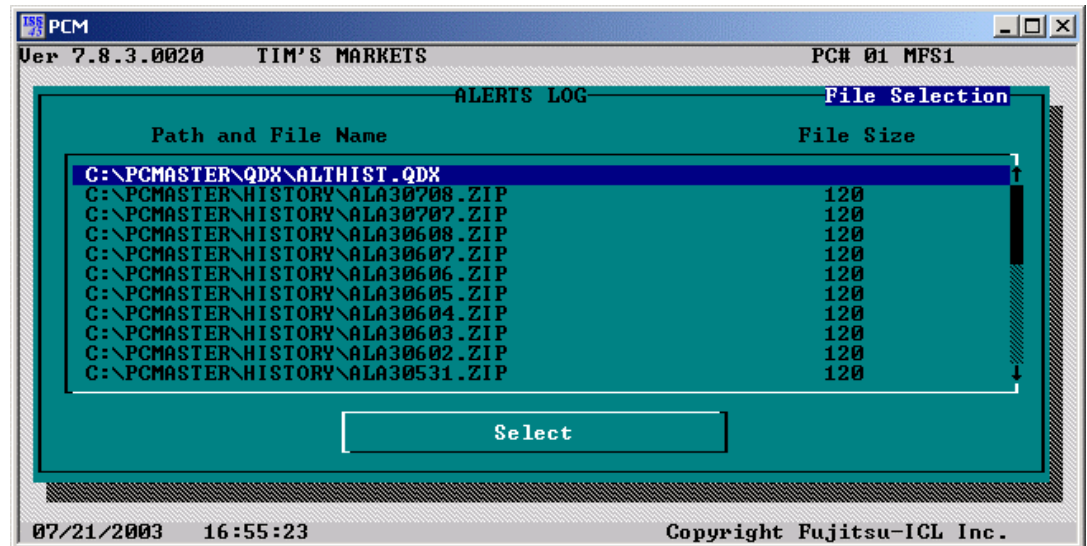 ISS 45 PCM
Ver 7.8.3.0020 TIM'S MARKETS PC# 01 MFS1
ALERTS LOG File Selection
Path and File Name File Size
C:\PCMASTER\QDX\ALTHIST.QDX
C:\PCMASTER\HISTORY\ALA30708.ZIP 120
C:\PCMASTER\HISTORY\ALA30707.ZIP 120
C:\PCMASTER\HISTORY\ALA30608.ZIP 120
C:\PCMASTER\HISTORY\ALA30607.ZIP 120
C:\PCMASTER\HISTORY\ALA30606.ZIP 120
C:\PCMASTER\HISTORY\ALA30605.ZIP 120
C:\PCMASTER\HISTORY\ALA30604.ZIP 120
C:\PCMASTER\HISTORY\ALA30603.ZIP 120
C:\PCMASTER\HISTORY\ALA30602.ZIP 120
C:\PCMASTER\HISTORY\ALA30531.ZIP 120
Select
07/21/2003 16:55:23 Copyright Fujitsu-ICL Inc.